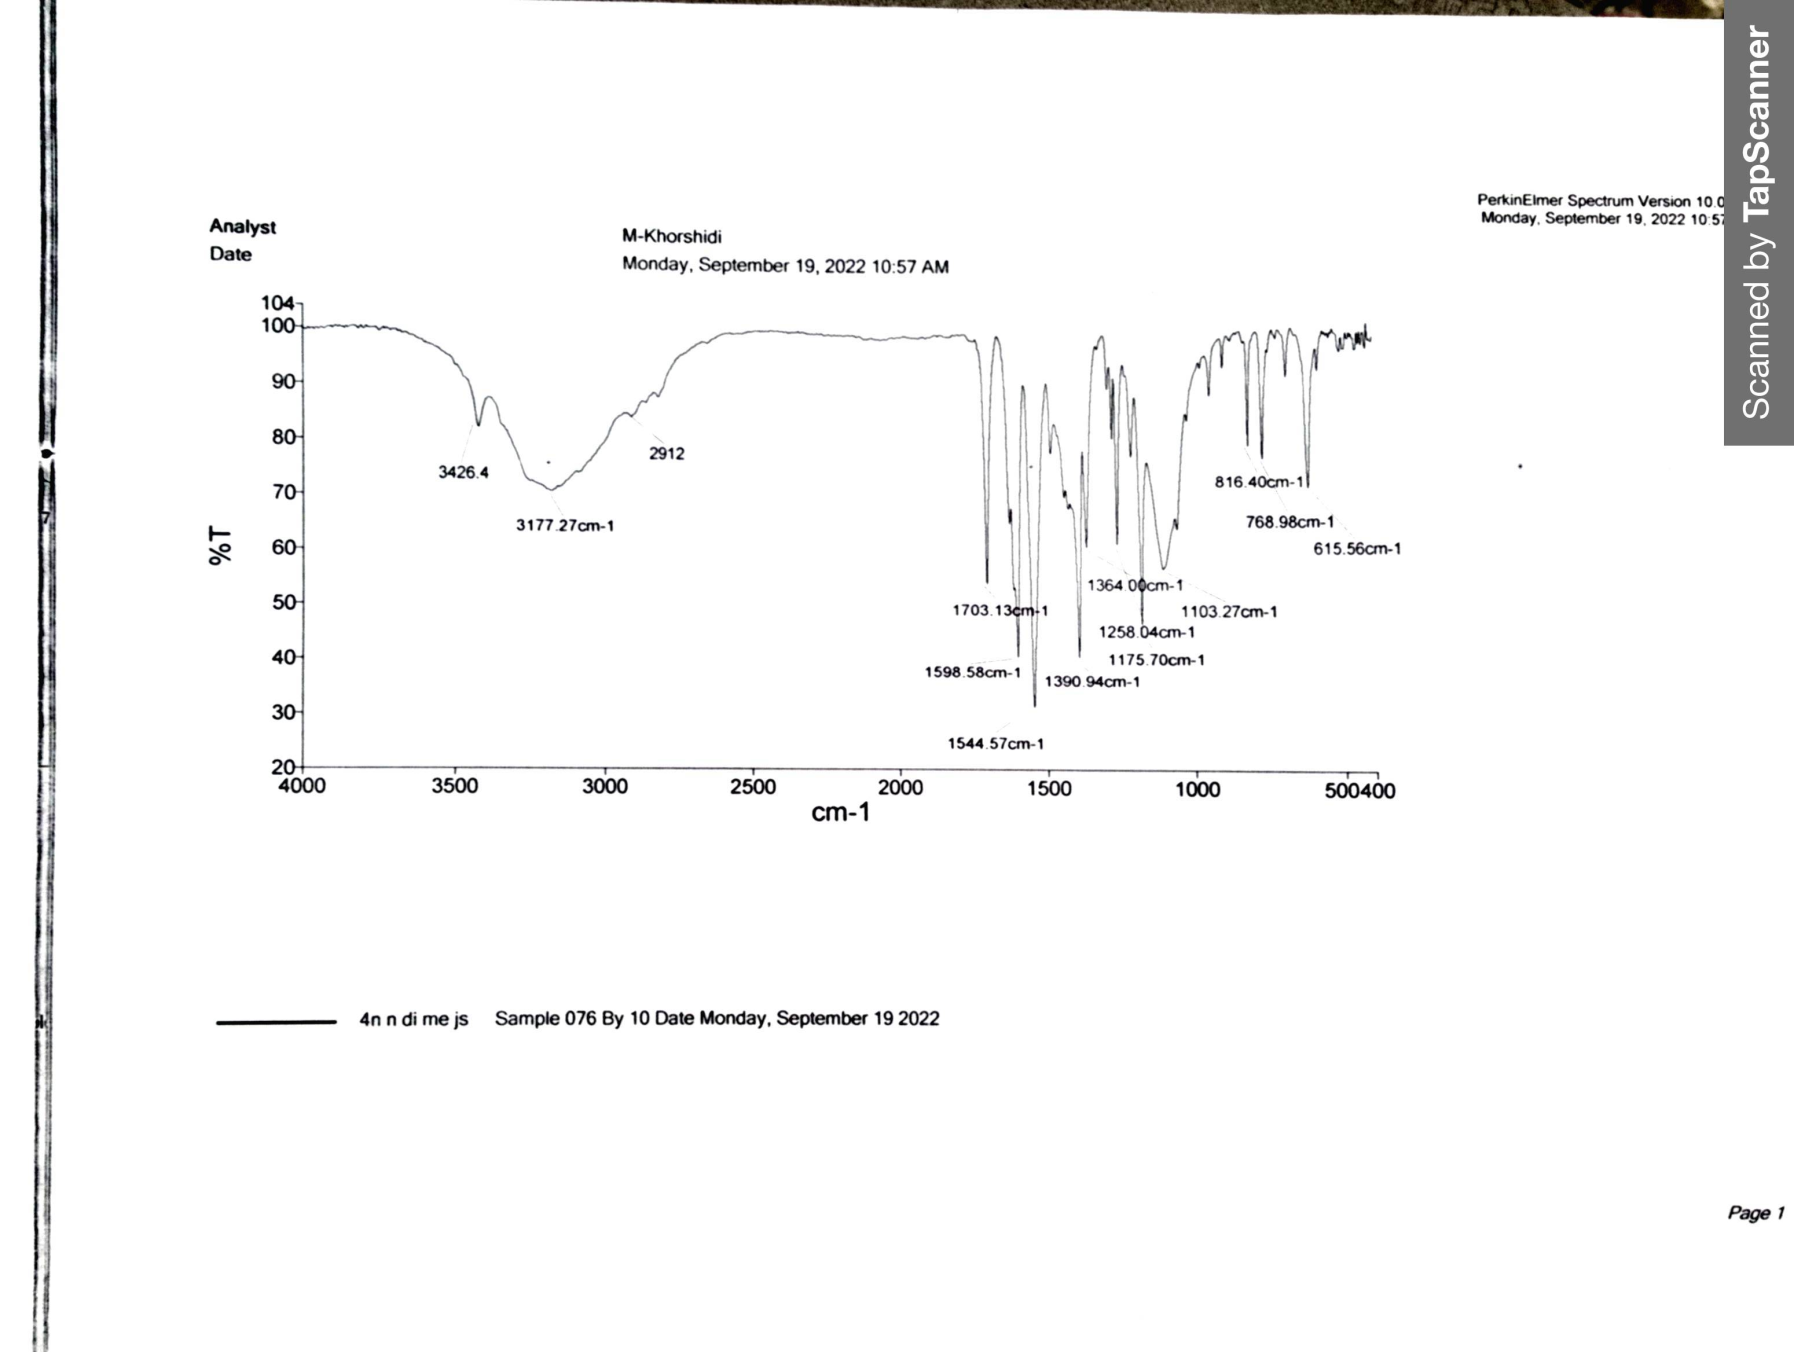 PerkinElmer Spectrum Version 10.0
Monday, September 19, 2022 10:57
Scanned by TapScanner
Analyst
M-Khorshidi
Date
Monday, September 19, 2022 10:57 AM
104
100
90
80
70
60
50
40
30
20
%T
3426.4
3177.27cm-1
2912
1703.13cm-1
1598.58cm-1
1544.57cm-1
1390.94cm-1
1364.00cm-1
1258.04cm-1
1175.70cm-1
1103.27cm-1
816.40cm-1
768.98cm-1
615.56cm-1
4000 3500 3000 2500 2000 1500 1000 500400
cm-1
4n n di me js Sample 076 By 10 Date Monday, September 19 2022
Page 1